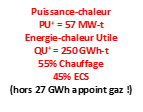 Puissance-chaleur
PU* = 57 MW-t
Energie-chaleur Utile
QU* = 250 GWh-t
55% Chauffage
45% ECS
(hors 27 GWh appoint gaz !)